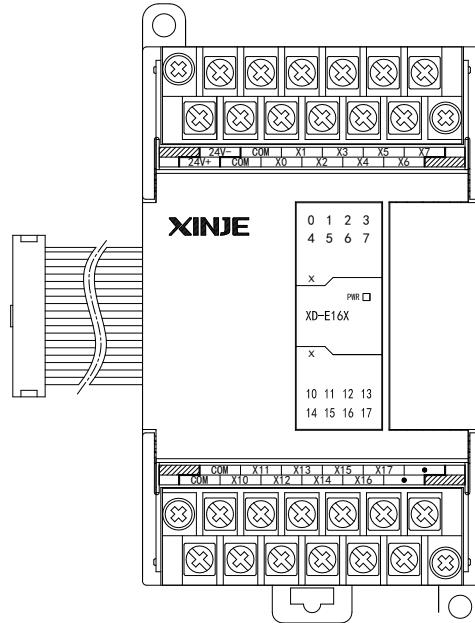 24V- COM X1 X3 X5 X7
24V+ COM X0 X2 X4 X6
XINJE
0 1 2 3
4 5 6 7
X
PWR
XD-E16X
X
10 11 12 13
14 15 16 17
COM X11 X13 X15 X17 •
COM X10 X12 X14 X16 •